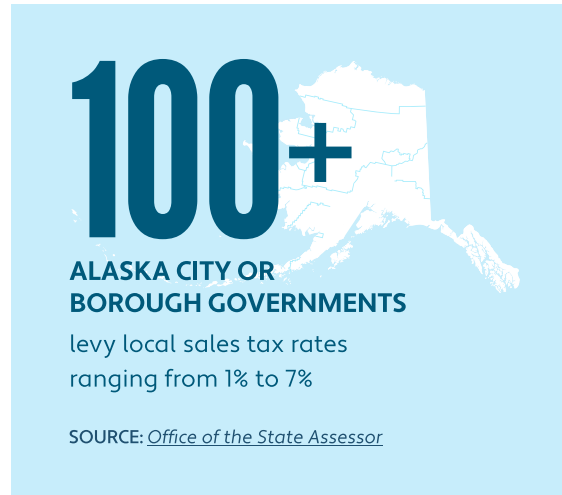 100+
ALASKA CITY OR
BOROUGH GOVERNMENTS
levy local sales tax rates
ranging from 1% to 7%
SOURCE: Office of the State Assessor